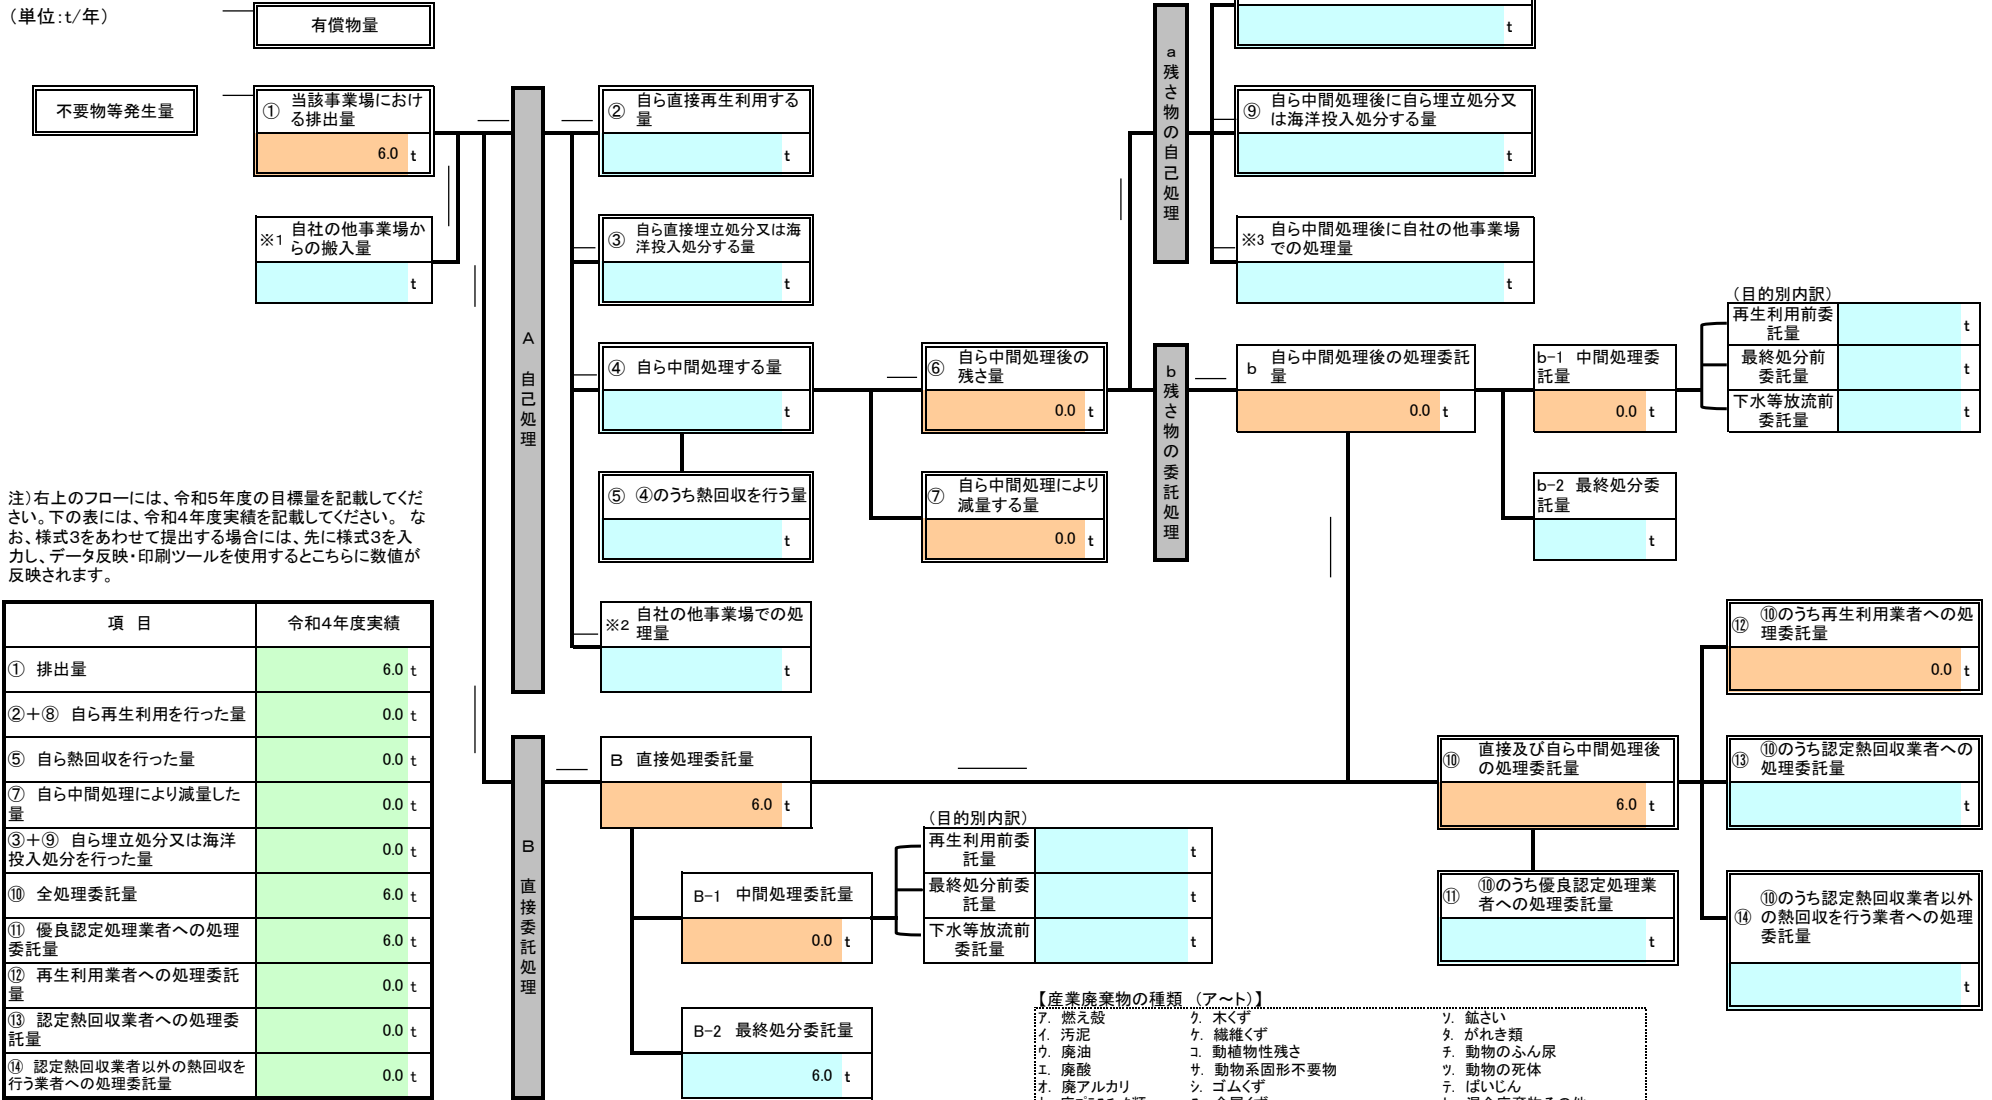 （単位：t/年）
有償物量
不要物等発生量
① 当該事業場におけ
る排出量
6.0 t
※1 自社の他事業場か
らの搬入量
t
A 自己処理
② 自ら直接再生利用する
量
t
③ 自ら直接埋立処分又は海
洋投入処分する量
t
④ 自ら中間処理する量
t
⑤ ④のうち熱回収を行う量
t
※2 自社の他事業場での処
理量
t
⑥ 自ら中間処理後の
残さ量
0.0 t
⑦ 自ら中間処理により
減量する量
0.0 t
a 残さ物の自己処理
t
⑨ 自ら中間処理後に自ら埋立処分又
は海洋投入処分する量
t
※3 自ら中間処理後に自社の他事業場
での処理量
t
b 残さ物の委託処理
b 自ら中間処理後の処理委託
量
0.0 t
b-1 中間処理委
託量
0.0 t
（目的別内訳）
再生利用前委
託量
t
最終処分前
委託量
t
下水等放流前
委託量
t
b-2 最終処分委
託量
t
注）右上のフローには、令和5年度の目標量を記載してくだ
さい。下の表には、令和4年度実績を記載してください。 な
お、様式3をあわせて提出する場合には、先に様式3を入
力し、データ反映・印刷ツールを使用するとこちらに数値が
反映されます。
項 目 令和4年度実績
① 排出量 6.0 t
②＋⑧ 自ら再生利用を行った量 0.0 t
⑤ 自ら熱回収を行った量 0.0 t
⑦ 自ら中間処理により減量した
量 0.0 t
③＋⑨ 自ら埋立処分又は海洋
投入処分を行った量 0.0 t
⑩ 全処理委託量 6.0 t
⑪ 優良認定処理業者への処理
委託量 6.0 t
⑫ 再生利用業者への処理委託
量 0.0 t
⑬ 認定熱回収業者への処理委
託量 0.0 t
⑭ 認定熱回収業者以外の熱回収を
行う業者への処理委託量 0.0 t
B 直接委託処理
B 直接処理委託量
6.0 t
B-1 中間処理委託量
0.0 t
（目的別内訳）
再生利用前委
託量
t
最終処分前委
託量
t
下水等放流前
委託量
t
B-2 最終処分委託量
6.0 t
⑩ 直接及び自ら中間処理後
の処理委託量
6.0 t
⑪ ⑩のうち優良認定処理業
者への処理委託量
t
⑫ ⑩のうち再生利用業者への処
理委託量
0.0 t
⑬ ⑩のうち認定熱回収業者への
処理委託量
t
⑭ ⑩のうち認定熱回収業者以外
の熱回収を行う業者への処理
委託量
t
【産業廃棄物の種類 （ア～ト）】
ｱ. 燃え殻 ｸ. 木くず ｿ. 鉱さい
ｲ. 汚泥 ｹ. 繊維くず ﾀ. がれき類
ｳ. 廃油 ｺ. 動植物性残さ ﾁ. 動物のふん尿
ｴ. 廃酸 ｻ. 動物系固形不要物 ﾂ. 動物の死体
ｵ. 廃アルカリ ｼ. ゴムくず ﾃ. ばいじん